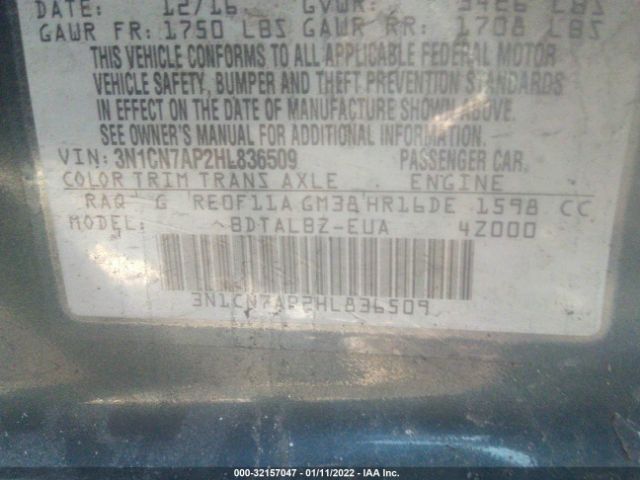 DATE: 12/16 GVWR: 3426 LBS
GAWR FR: 1750 LBS GAWR RR: 1708 LBS
THIS VEHICLE CONFORMS TO ALL APPLICABLE FEDERAL MOTOR
VEHICLE SAFETY, BUMPER AND THEFT PREVENTION STANDARDS
IN EFFECT ON THE DATE OF MANUFACTURE SHOWN ABOVE.
SEE OWNER'S MANUAL FOR ADDITIONAL INFORMATION.
VIN: 3N1CN7AP2HL836509 PASSENGER CAR
COLOR TRIM TRANS AXLE ENGINE
RAQ G RE0F11A GM38 HR16DE 1598 CC
MODEL: BDTALBZ-EUA 4Z000
3N1CN7AP2HL836509
000-32157047 - 01/11/2022 - IAA Inc.